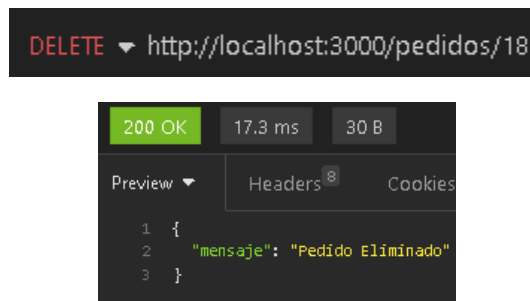 DELETE http://localhost:3000/pedidos/18
200 OK 17.3 ms 30 B
Preview Headers 8 Cookies
1 {
2 "mensaje": "Pedido Eliminado"
3 }